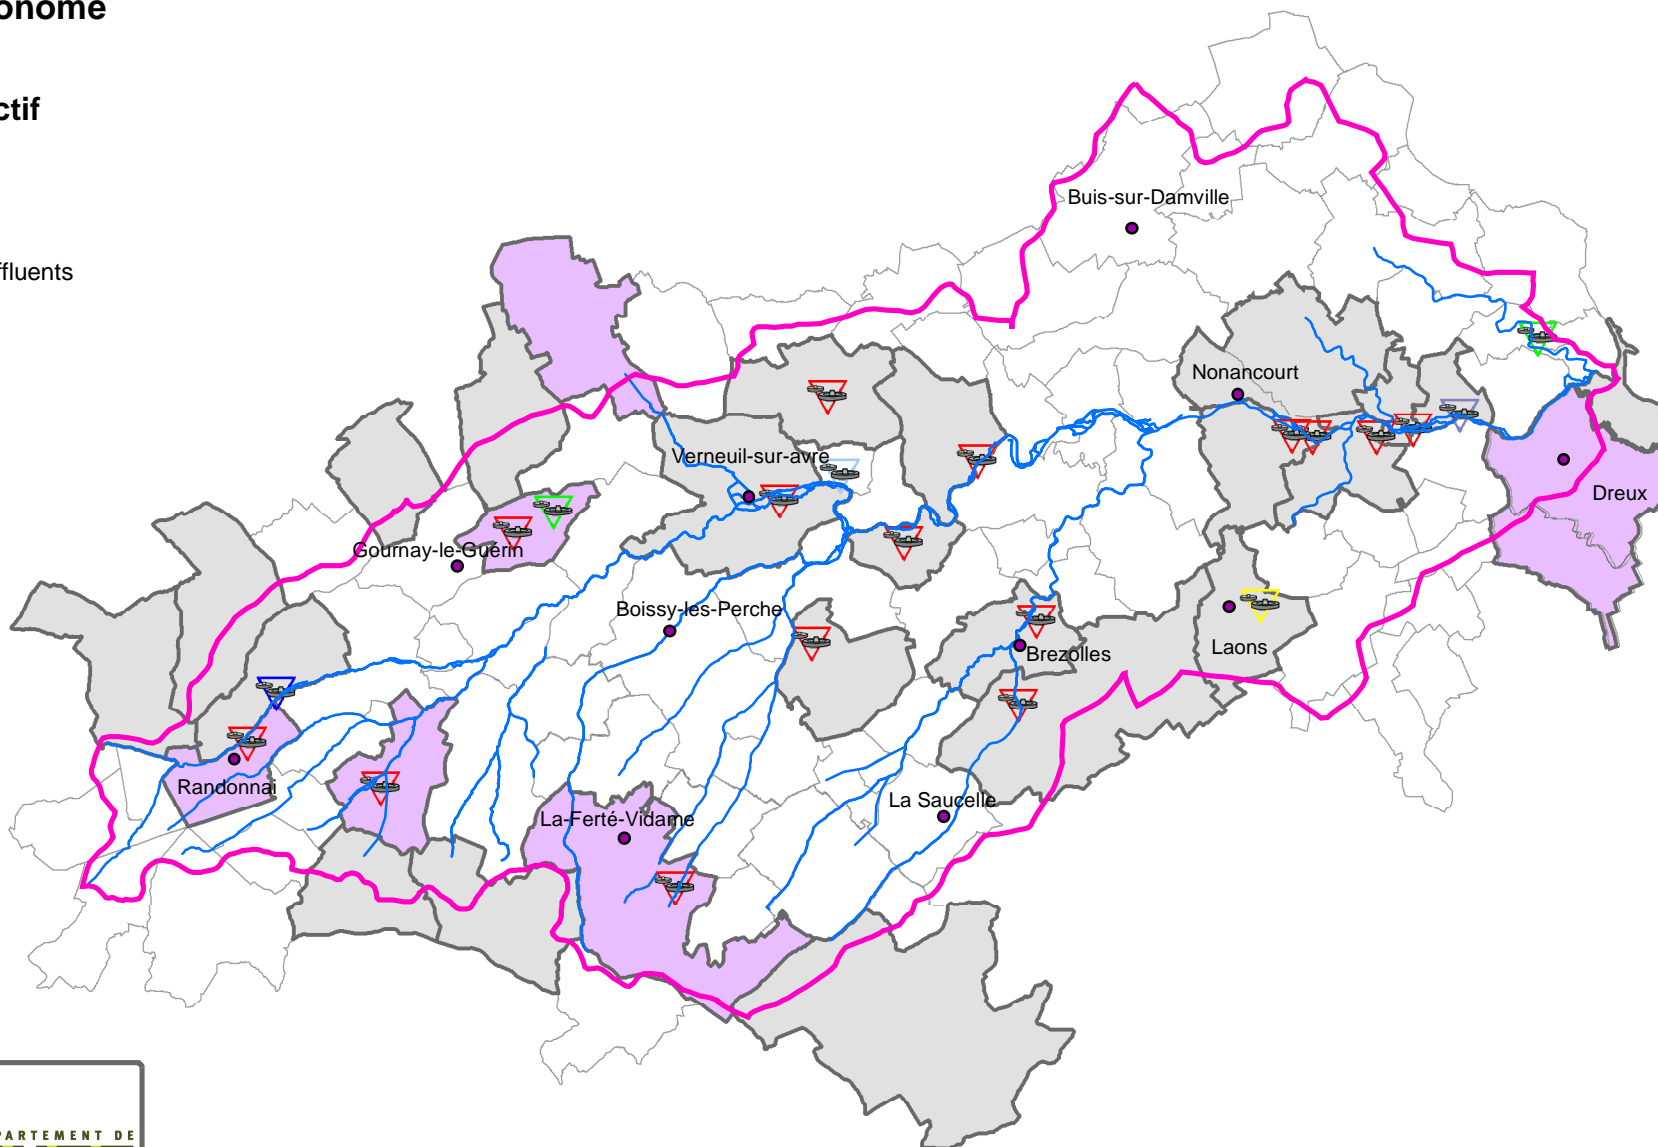 onome
ctif
ffluents
Buis-sur-Damville
Nonancourt
Verneuil-sur-avre
Dreux
Gournay-le-Guérin
Boissy-les-Perche
Brezolles
Laons
Randonnai
La Saucelle
La-Ferté-Vidame
PARTEMENT DE